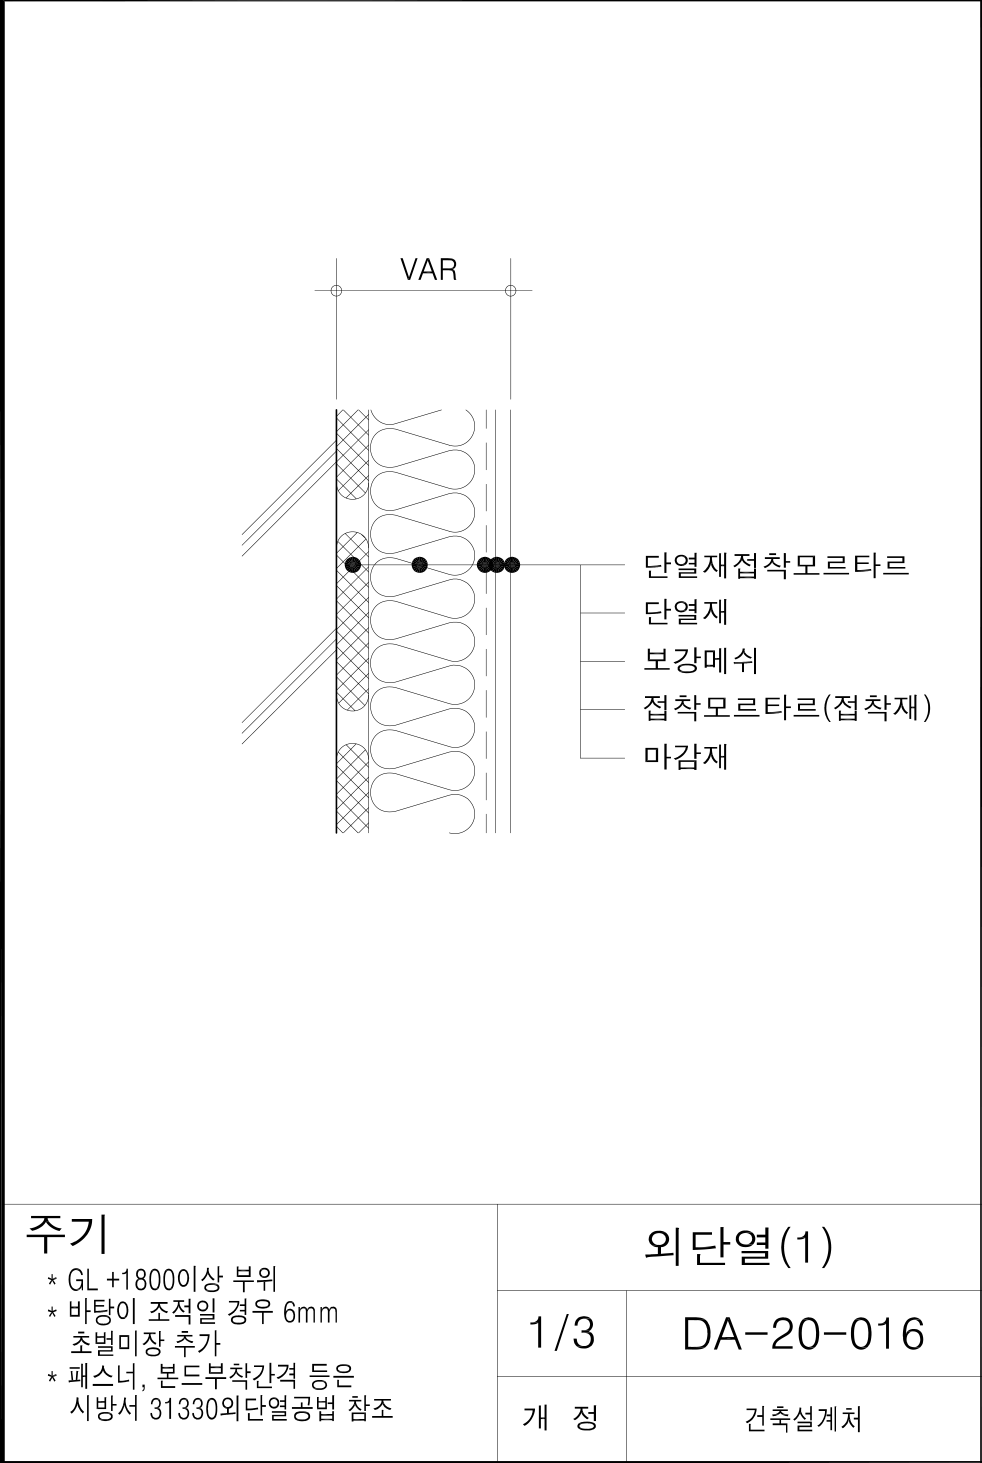 VAR
단열재접착모르타르
단열재
보강메쉬
접착모르타르(접착재)
마감재
주기
* GL +1800이상 부위
* 바탕이 조적일 경우 6mm
초벌미장 추가
* 패스너, 본드부착간격 등은
시방서 31330외단열공법 참조
외단열(1)
1/3
DA-20-016
개 정
건축설계처